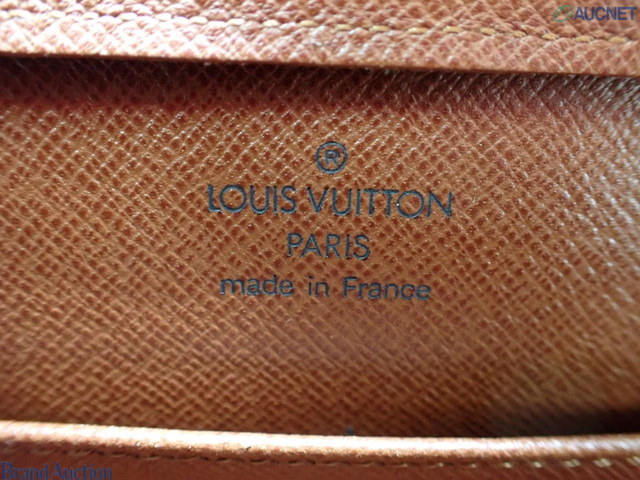 AUCNET
®
LOUIS VUITTON
PARIS
made in France
Brand Auction